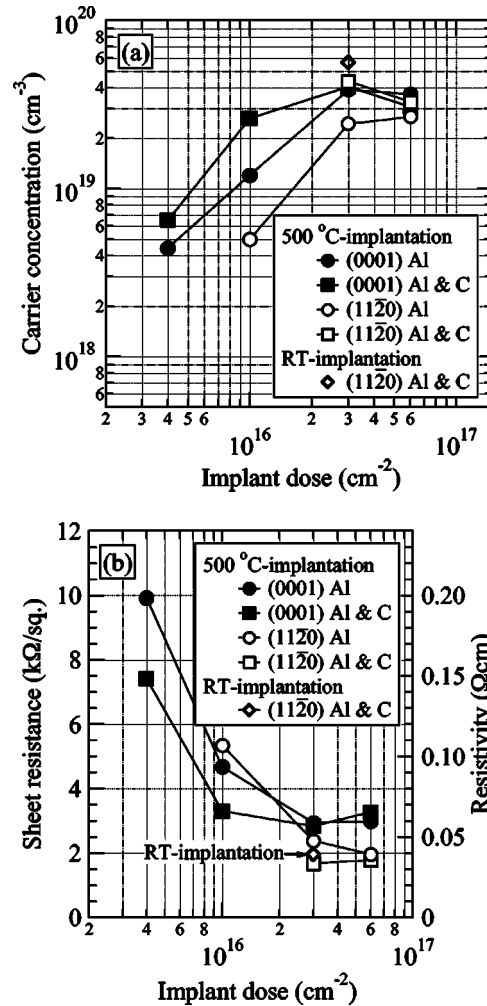 (a)
10^20
8
6
4
2
10^19
8
6
4
2
10^18
8
6
Carrier concentration (cm^-3)
500 °C-implantation
(0001) Al
(0001) Al & C
(112̄0) Al
(112̄0) Al & C
RT-implantation
(112̄0) Al & C
2 3 4 5 6 2 3 4 5 6
10^16 10^17
Implant dose (cm^-2)
(b)
12
10
8
6
4
2
0
Sheet resistance (kΩ/sq.)
500 °C-implantation
(0001) Al
(0001) Al & C
(112̄0) Al
(112̄0) Al & C
RT-implantation
(112̄0) Al & C
RT-implantation
0.20
0.15
0.10
0.05
0
Resistivity (Ωcm)
2 4 6 8 2 4 6 8
10^16 10^17
Implant dose (cm^-2)